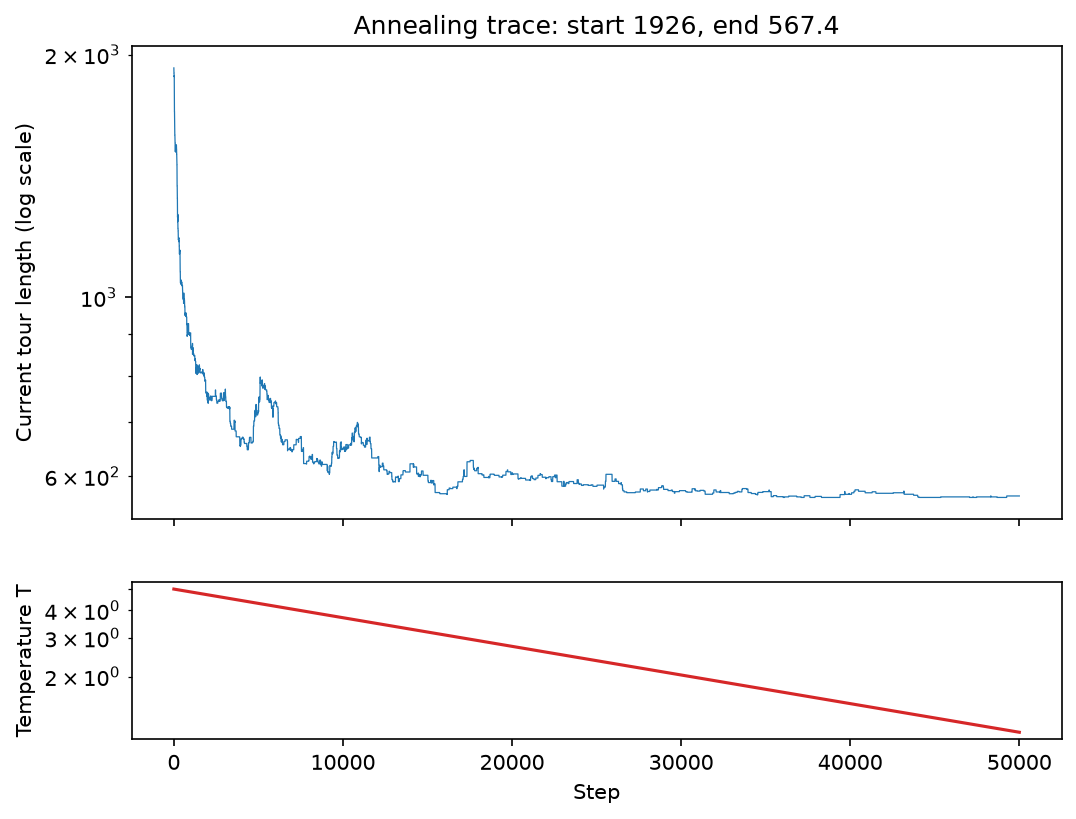 Annealing trace: start 1926, end 567.4
Current tour length (log scale)
2 × 10³
10³
6 × 10²
Temperature T
4 × 10⁰
3 × 10⁰
2 × 10⁰
0 10000 20000 30000 40000 50000
Step